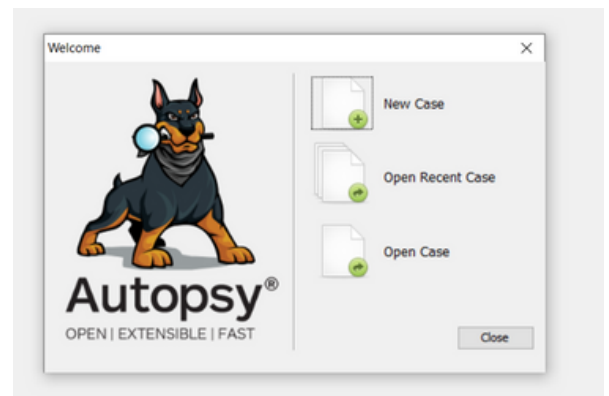 Welcome
New Case
Open Recent Case
Open Case
Autopsy®
OPEN | EXTENSIBLE | FAST
Close